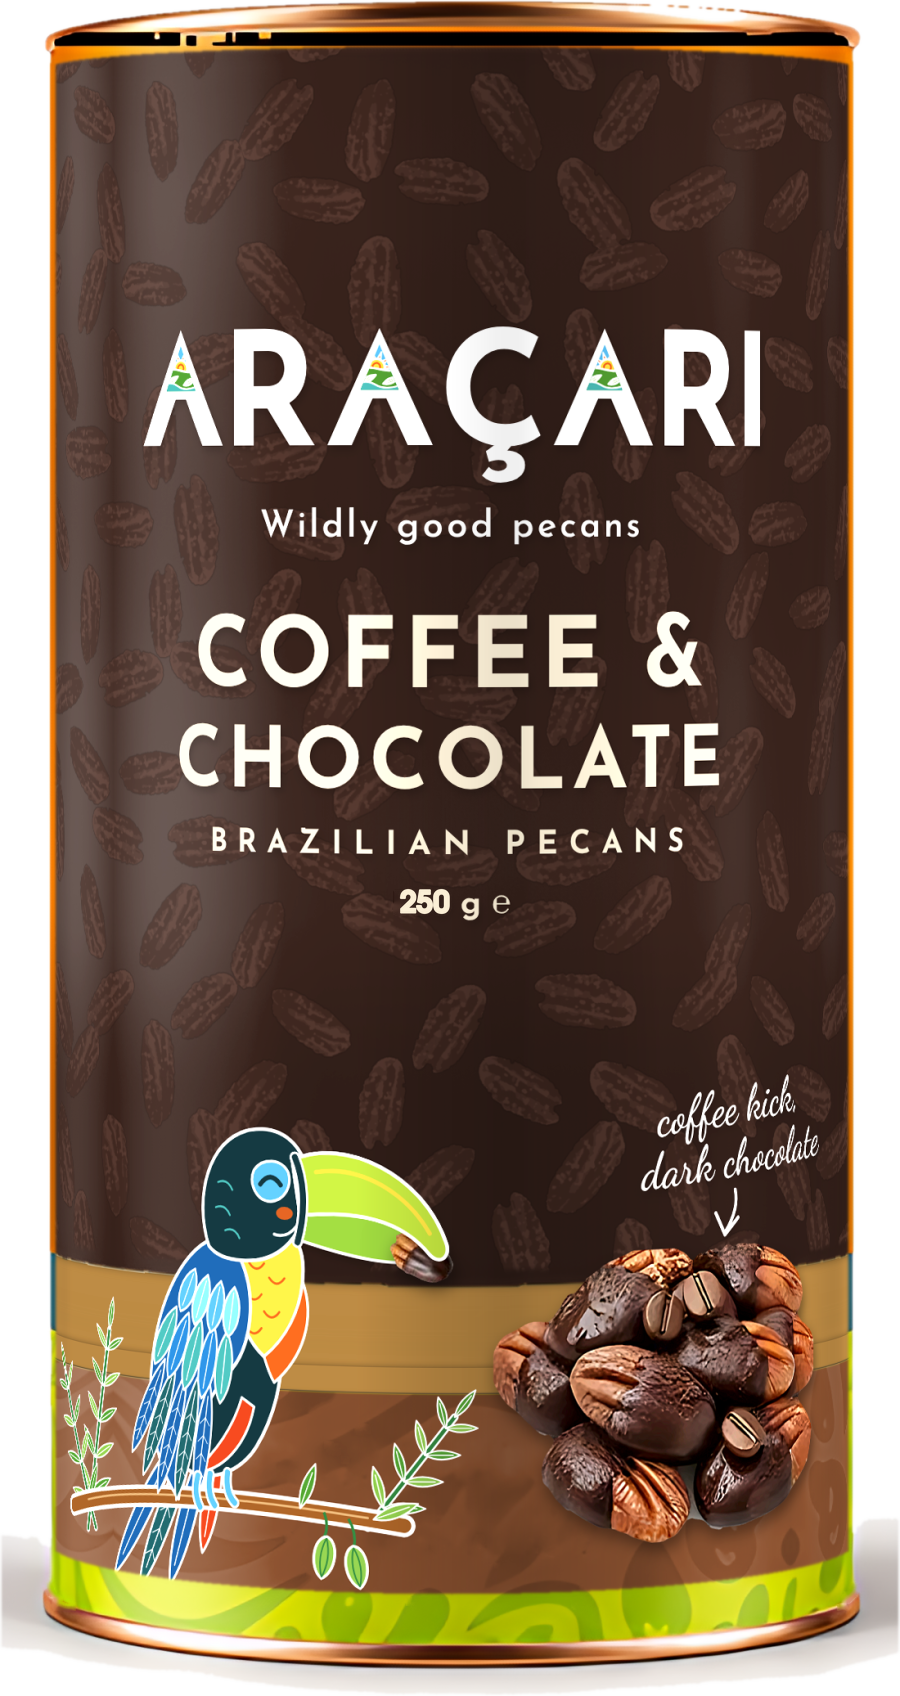 ARAÇARI
Wildly good pecans
COFFEE &
CHOCOLATE
BRAZILIAN PECANS
250 g ℮
coffee kick,
dark chocolate